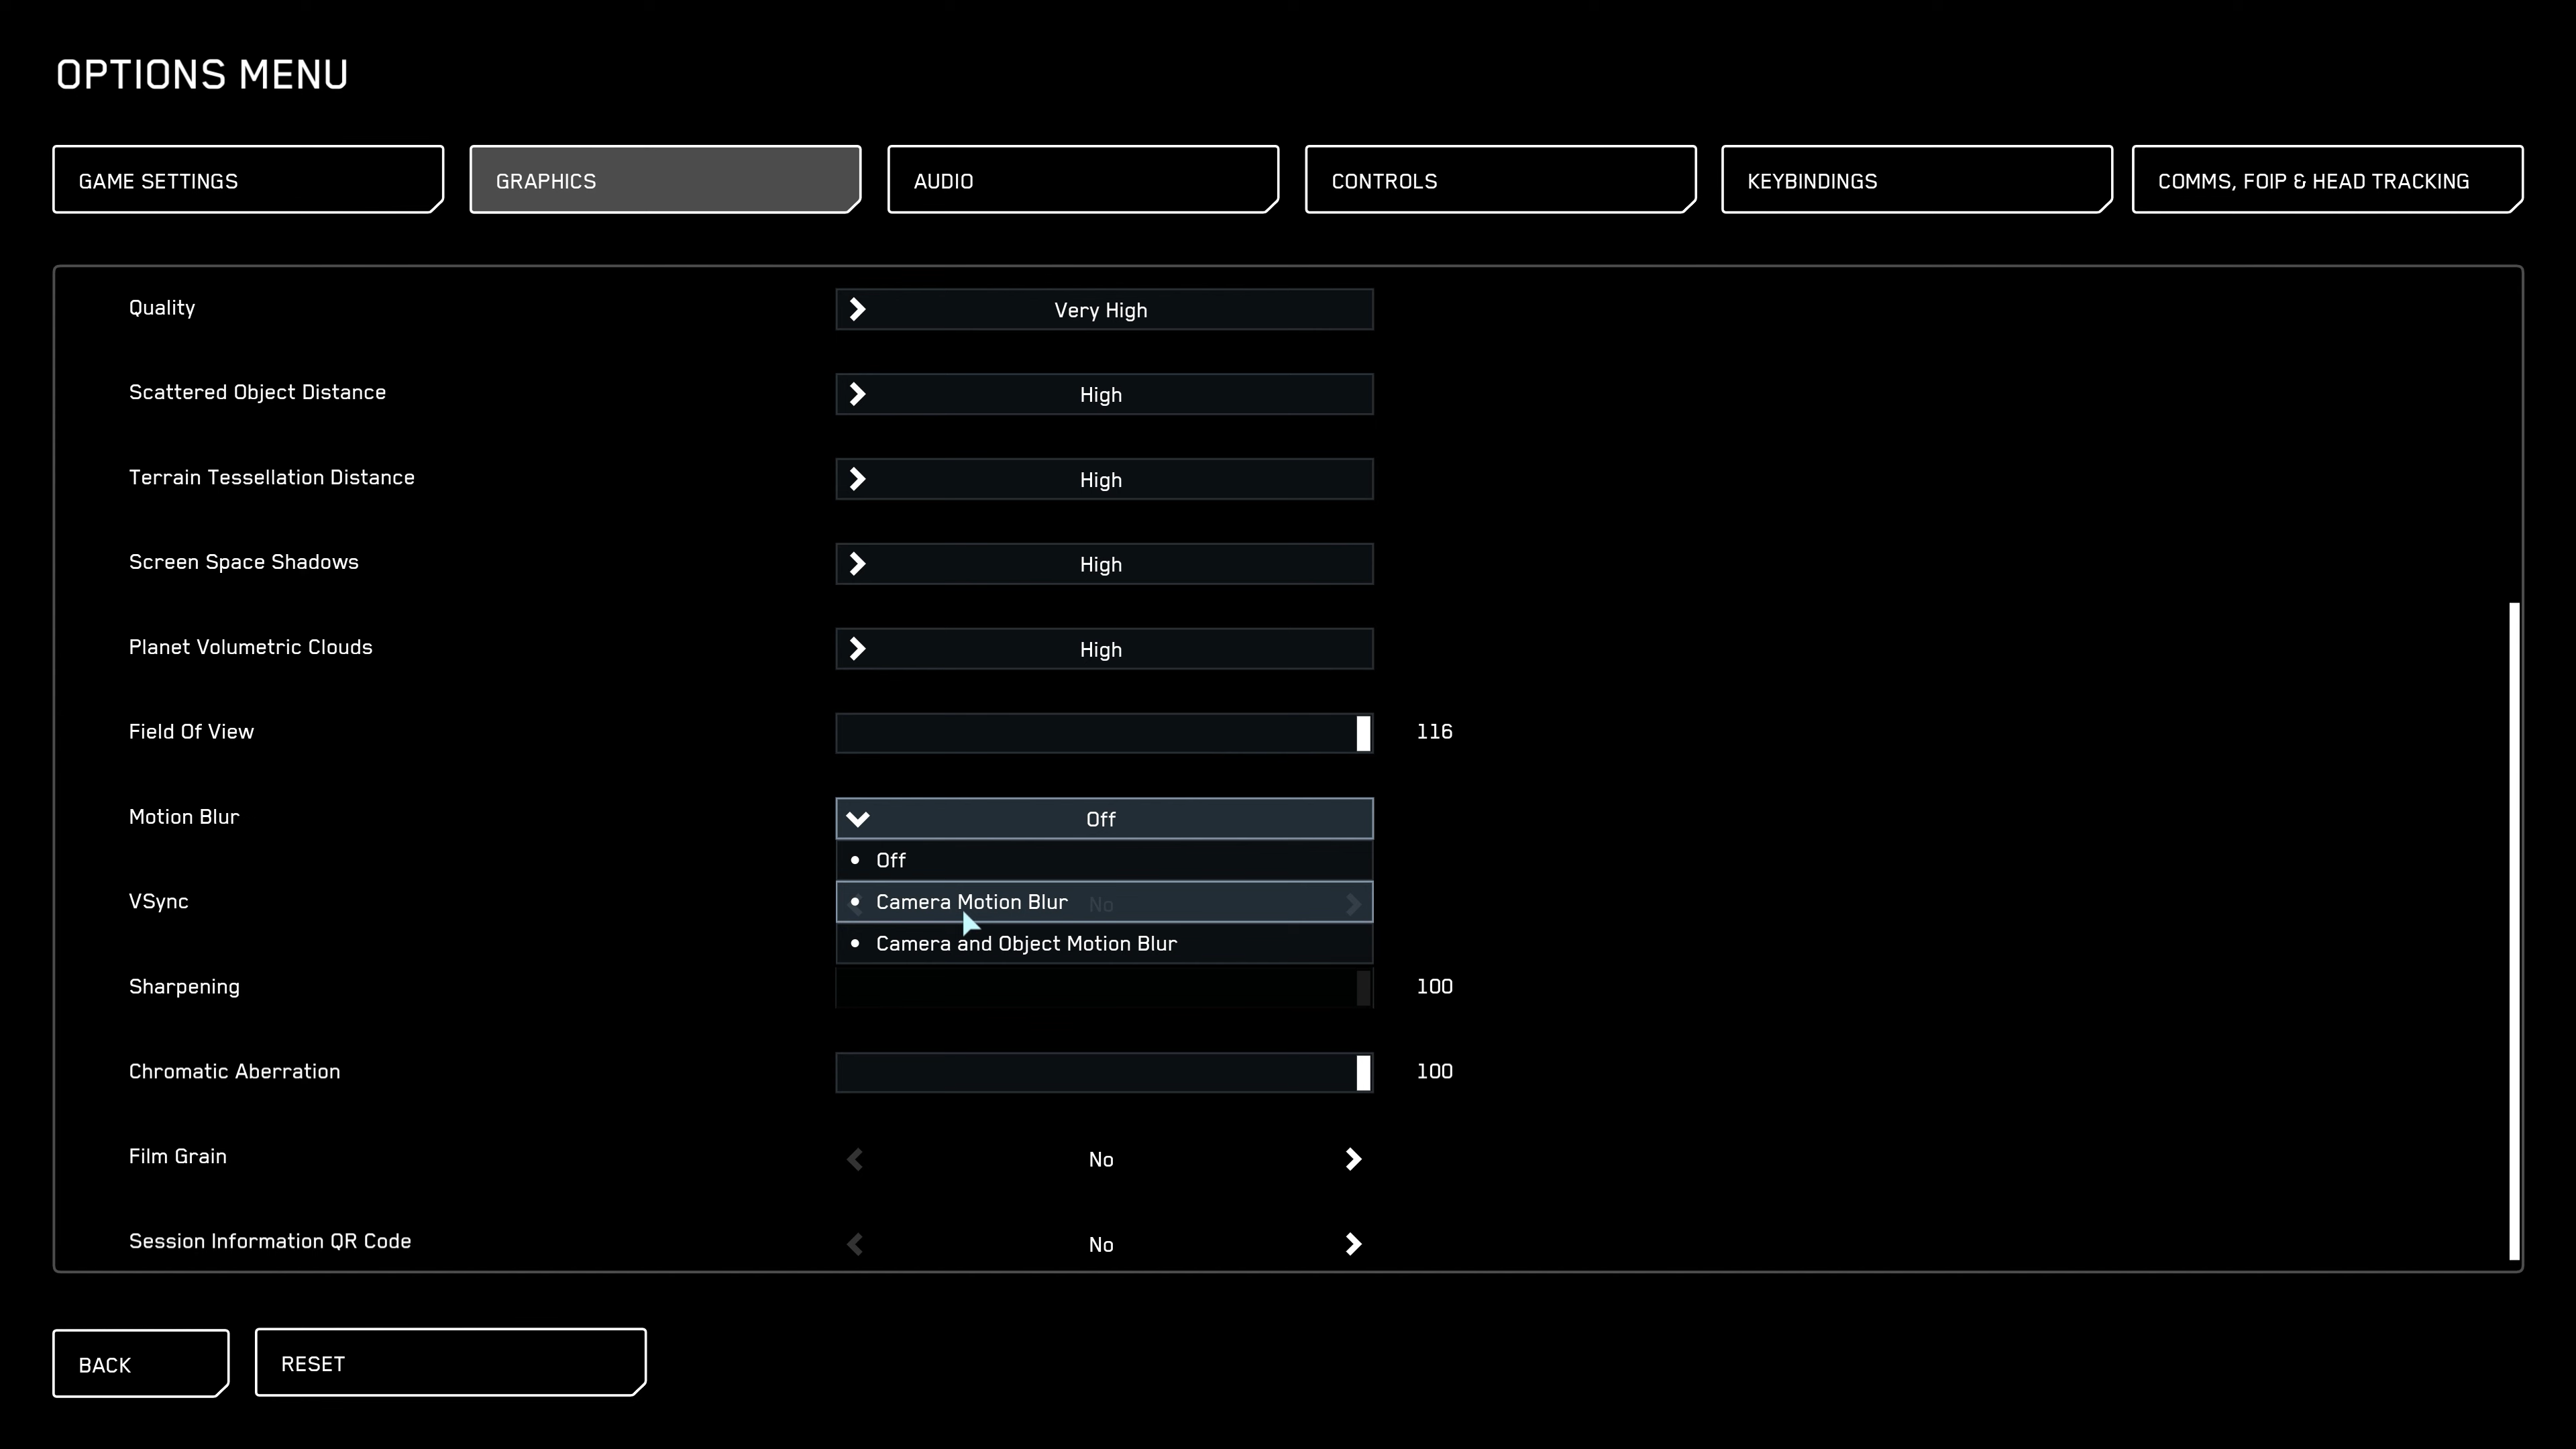 OPTIONS MENU
GAME SETTINGS
GRAPHICS
AUDIO
CONTROLS
KEYBINDINGS
COMMS, FOIP & HEAD TRACKING
Quality
Very High
Scattered Object Distance
High
Terrain Tessellation Distance
High
Screen Space Shadows
High
Planet Volumetric Clouds
High
Field Of View
116
Motion Blur
Off
Off
VSync
Camera Motion Blur
No
Camera and Object Motion Blur
Sharpening
100
Chromatic Aberration
100
Film Grain
No
Session Information QR Code
No
BACK
RESET